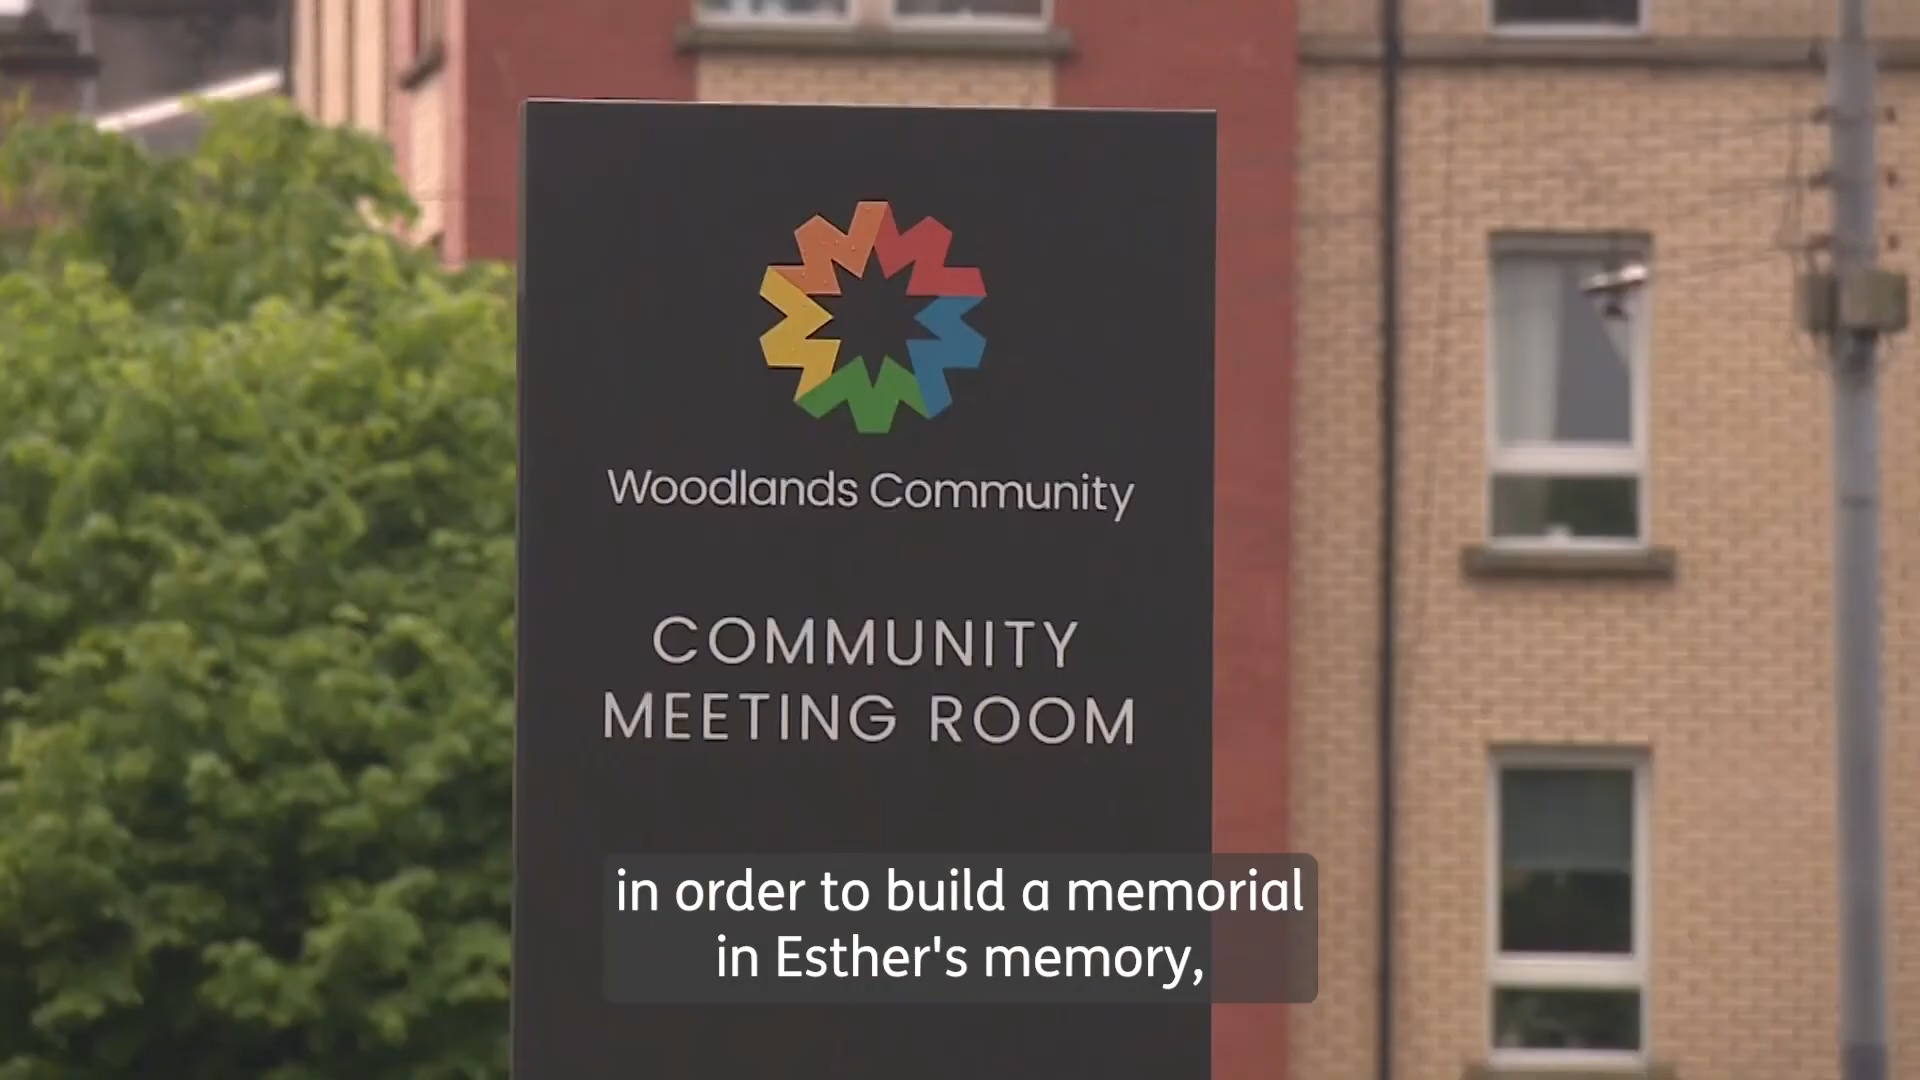 Woodlands Community
COMMUNITY
MEETING ROOM
in order to build a memorial
in Esther's memory,